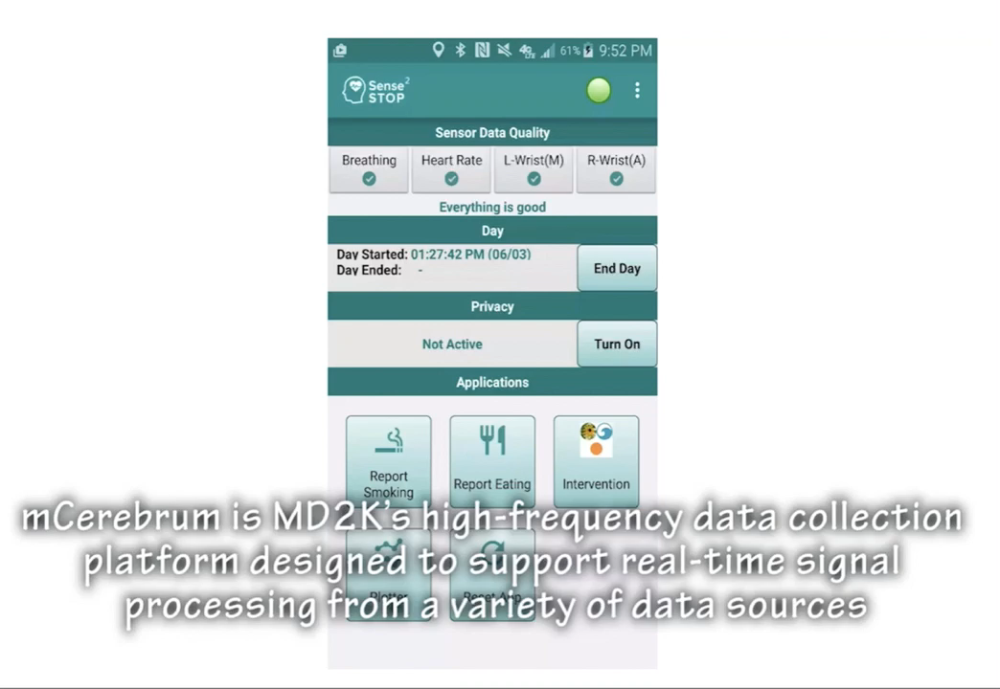 4G LTE 61% 9:52 PM
Sense²
STOP
Sensor Data Quality
Breathing Heart Rate L-Wrist(M) R-Wrist(A)
Everything is good
Day
Day Started: 01:27:42 PM (06/03)
Day Ended: -
End Day
Privacy
Not Active
Turn On
Applications
Report
Smoking
Report Eating
Intervention
mCerebrum is MD2K's high-frequency data collection
platform designed to support real-time signal
processing from a variety of data sources
Plotter
Reset App